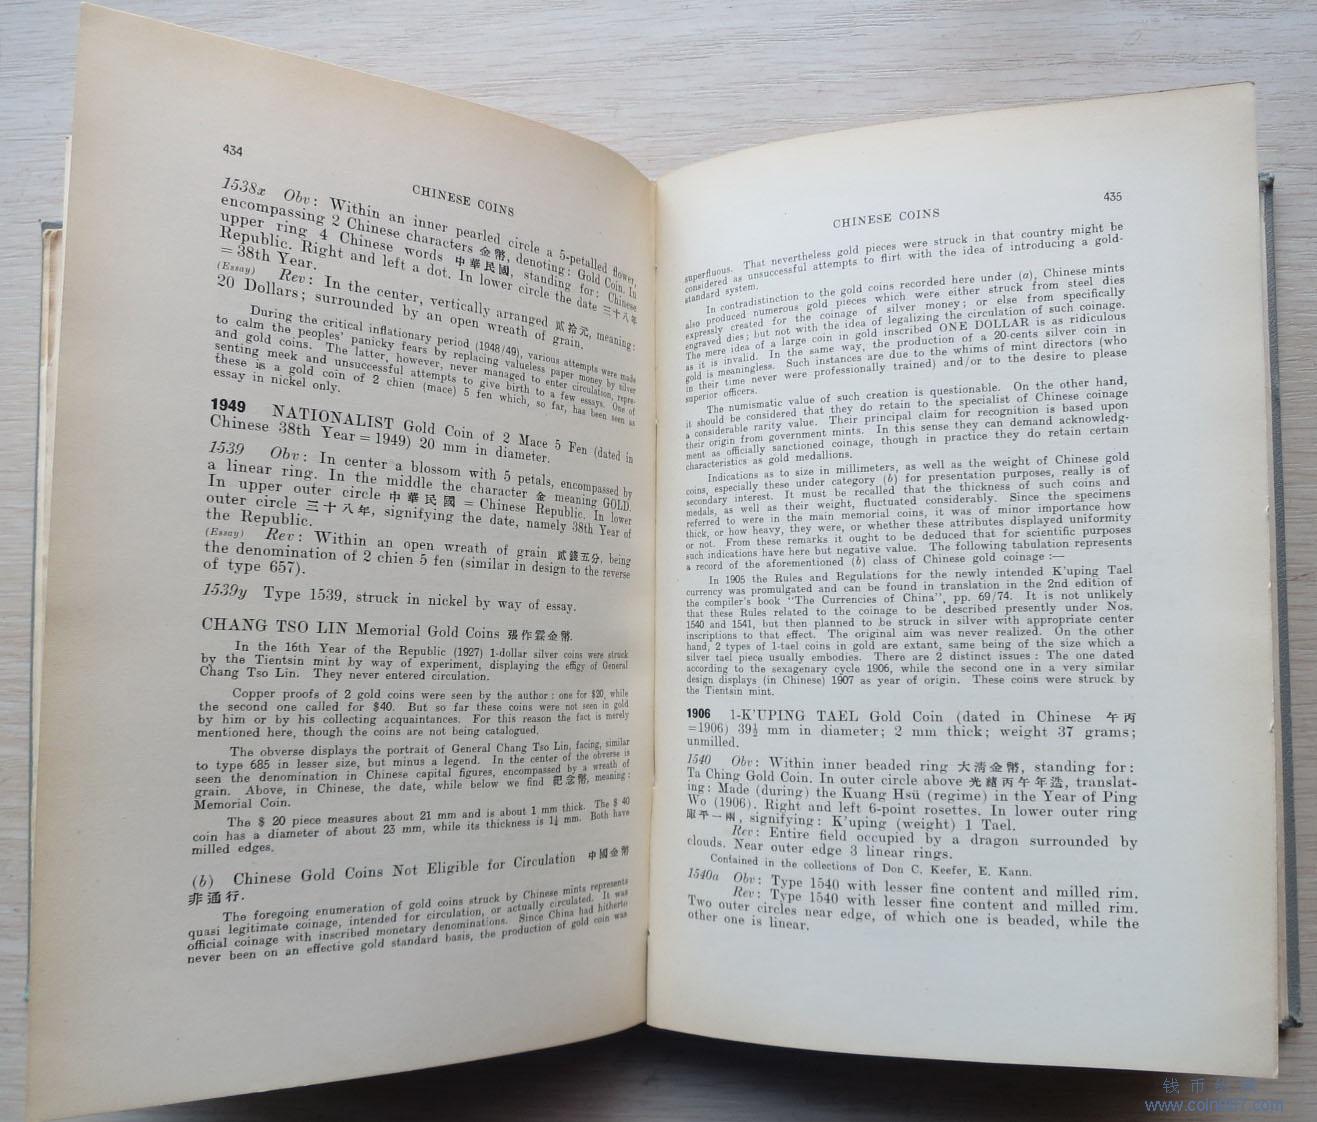 434
CHINESE COINS
1538x Obv: Within an inner pearled circle a 5-petalled flower,
encompassing 2 Chinese characters 金幣, denoting: Gold Coin. In
upper ring 4 Chinese words 中華民國, standing for: Chinese
Republic. Right and left a dot. In lower circle the date 三十八年
= 38th Year.
(Essay) Rev: In the center, vertically arranged 貳拾元, meaning:
20 Dollars; surrounded by an open wreath of grain.
During the critical inflationary period (1948/49), various attempts were made
to calm the peoples' panicky fears by replacing valueless paper money by silver
and gold coins. The latter, however, never managed to enter circulation, repre-
senting meek and unsuccessful attempts to give birth to a few essays. One of
these is a gold coin of 2 chien (mace) 5 fen which, so far, has been seen as
essay in nickel only.
1949 NATIONALIST Gold Coin of 2 Mace 5 Fen (dated in
Chinese 38th Year=1949) 20 mm in diameter.
1539 Obv: In center a blossom with 5 petals, encompassed by
a linear ring. In the middle the character 金 meaning GOLD.
In upper outer circle 中華民國 = Chinese Republic. In lower
outer circle 三十八年, signifying the date, namely 38th Year of
the Republic.
(Essay) Rev: Within an open wreath of grain 貳錢五分, being
the denomination of 2 chien 5 fen (similar in design to the reverse
of type 657).
1539y Type 1539, struck in nickel by way of essay.
CHANG TSO LIN Memorial Gold Coins 張作霖金幣.
In the 16th Year of the Republic (1927) 1-dollar silver coins were struck
by the Tientsin mint by way of experiment, displaying the effigy of General
Chang Tso Lin. They never entered circulation.
Copper proofs of 2 gold coins were seen by the author: one for $20, while
the second one called for $40. But so far these coins were not seen in gold
by him or by his collecting acquaintances. For this reason the fact is merely
mentioned here, though the coins are not being catalogued.
The obverse displays the portrait of General Chang Tso Lin, facing, similar
to type 685 in lesser size, but minus a legend. In the center of the obverse is
seen the denomination in Chinese capital figures, encompassed by a wreath of
grain. Above, in Chinese, the date, while below we find 紀念幣, meaning:
Memorial Coin.
The $ 20 piece measures about 21 mm and is about 1 mm thick. The $ 40
coin has a diameter of about 23 mm, while its thickness is 1¼ mm. Both have
milled edges.
(b) Chinese Gold Coins Not Eligible for Circulation 中國金幣
非通行.
The foregoing enumeration of gold coins struck by Chinese mints represents
quasi legitimate coinage, intended for circulation, or actually circulated. It was
official coinage with inscribed monetary denominations. Since China had hitherto
never been on an effective gold standard basis, the production of gold coin was
CHINESE COINS
435
superfluous. That nevertheless gold pieces were struck in that country might be
considered as unsuccessful attempts to flirt with the idea of introducing a gold-
standard system.
In contradistinction to the gold coins recorded here under (a), Chinese mints
also produced numerous gold pieces which were either struck from steel dies
expressly created for the coinage of silver money; or else from specifically
engraved dies; but not with the idea of legalizing the circulation of such coinage.
The mere idea of a large coin in gold inscribed ONE DOLLAR is as ridiculous
as it is invalid. In the same way, the production of a 20-cents silver coin in
gold is meaningless. Such instances are due to the whims of mint directors (who
in their time never were professionally trained) and/or to the desire to please
superior officers.
The numismatic value of such creation is questionable. On the other hand,
it should be considered that they do retain to the specialist of Chinese coinage
a considerable rarity value. Their principal claim for recognition is based upon
their origin from government mints. In this sense they can demand acknowledg-
ment as officially sanctioned coinage, though in practice they do retain certain
characteristics as gold medallions.
Indications as to size in millimeters, as well as the weight of Chinese gold
coins, especially these under category (b) for presentation purposes, really is of
secondary interest. It must be recalled that the thickness of such coins and
medals, as well as their weight, fluctuated considerably. Since the specimens
referred to were in the main memorial coins, it was of minor importance how
thick, or how heavy, they were, or whether these attributes displayed uniformity
or not. From these remarks it ought to be deduced that for scientific purposes
such indications have here but negative value. The following tabulation represents
a record of the aforementioned (b) class of Chinese gold coinage :—
In 1905 the Rules and Regulations for the newly intended K'uping Tael
currency was promulgated and can be found in translation in the 2nd edition of
the compiler's book "The Currencies of China", pp. 69/74. It is not unlikely
that these Rules related to the coinage to be described presently under Nos.
1540 and 1541, but then planned to be struck in silver with appropriate center
inscriptions to that effect. The original aim was never realized. On the other
hand, 2 types of 1-tael coins in gold are extant, same being of the size which a
silver tael piece usually embodies. There are 2 distinct issues: The one dated
according to the sexagenary cycle 1906, while the second one in a very similar
design displays (in Chinese) 1907 as year of origin. These coins were struck by
the Tientsin mint.
1906 1-K'UPING TAEL Gold Coin (dated in Chinese 午丙
=1906) 39½ mm in diameter; 2 mm thick; weight 37 grams;
unmilled.
1540 Obv: Within inner beaded ring 大清金幣, standing for:
Ta Ching Gold Coin. In outer circle above 光緒丙午年造, translat-
ing: Made (during) the Kuang Hsü (regime) in the Year of Ping
Wo (1906). Right and left 6-point rosettes. In lower outer ring
庫平一兩, signifying: K'uping (weight) 1 Tael.
Rev: Entire field occupied by a dragon surrounded by
clouds. Near outer edge 3 linear rings.
Contained in the collections of Don C. Keefer, E. Kann.
1540a Obv: Type 1540 with lesser fine content and milled rim.
Rev: Type 1540 with lesser fine content and milled rim.
Two outer circles near edge, of which one is beaded, while the
other one is linear.
钱币